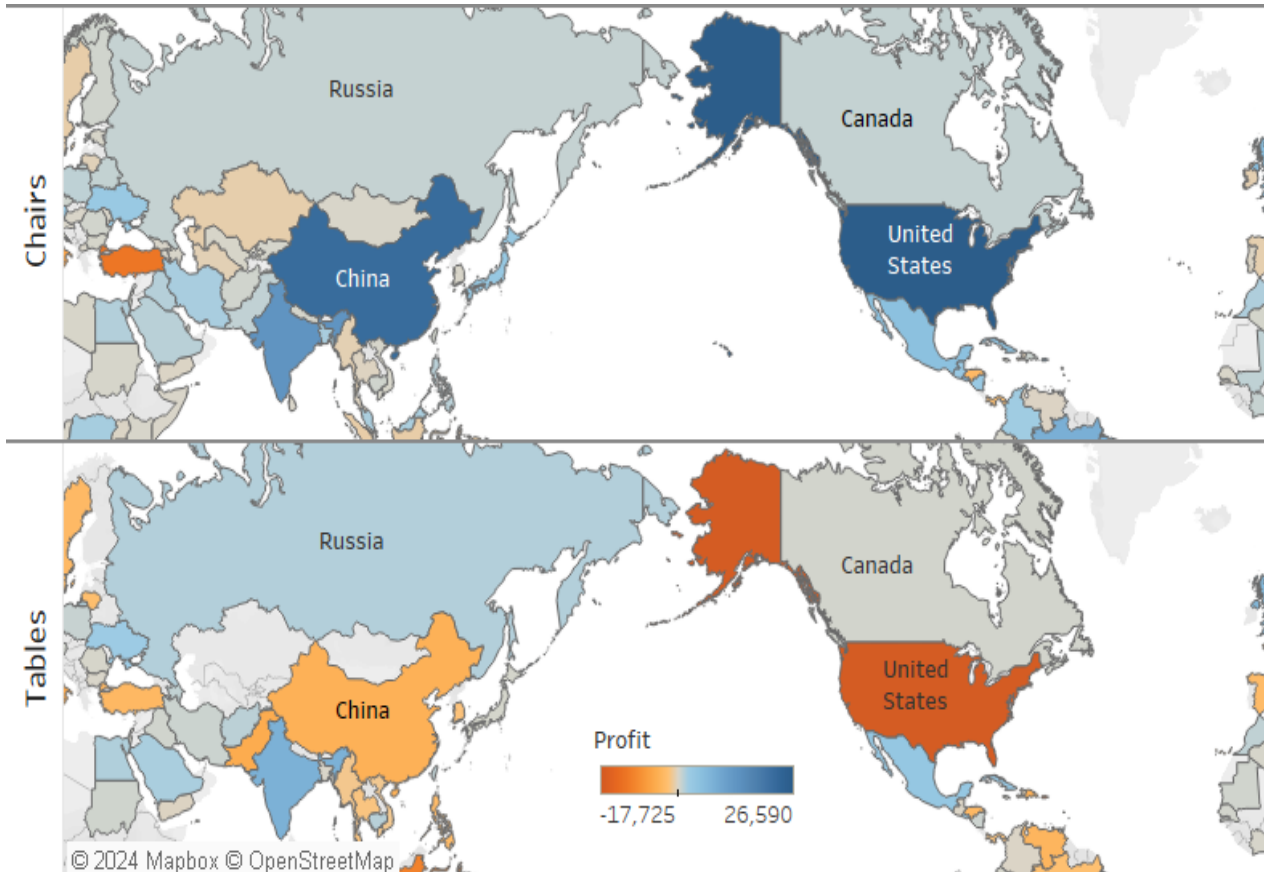 Chairs
Russia
Canada
United
States
China
Tables
Russia
Canada
United
States
China
Profit
-17,725 26,590
© 2024 Mapbox © OpenStreetMap